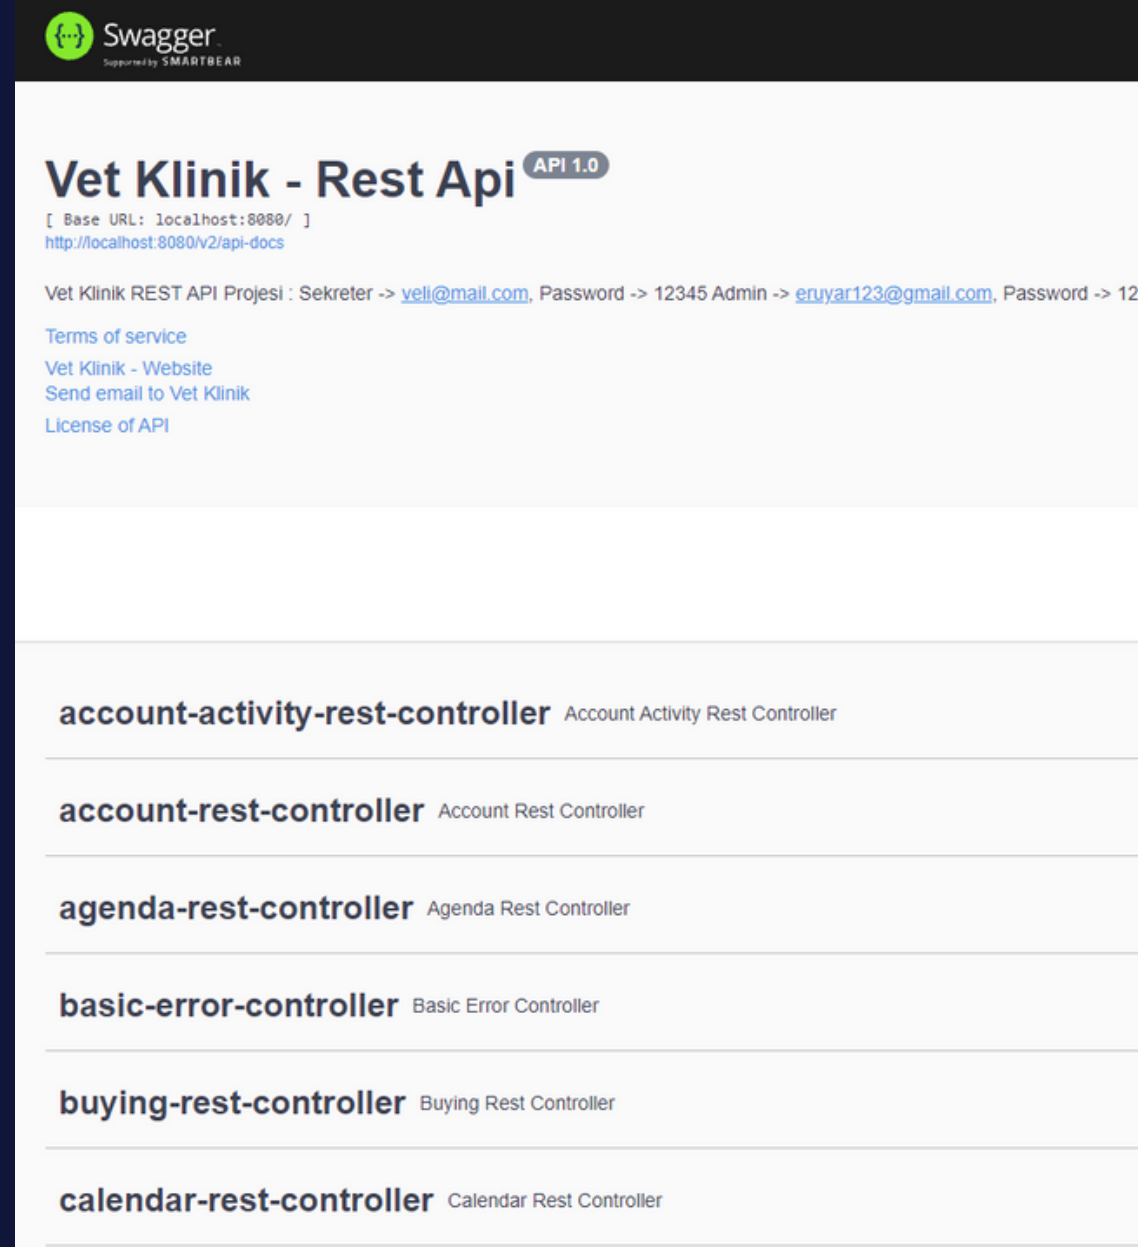 {...} Swagger
Supported by SMARTBEAR
Vet Klinik - Rest Api API 1.0
[ Base URL: localhost:8080/ ]
http://localhost:8080/v2/api-docs
Vet Klinik REST API Projesi : Sekreter -> veli@mail.com, Password -> 12345 Admin -> eruyar123@gmail.com, Password -> 12
Terms of service
Vet Klinik - Website
Send email to Vet Klinik
License of API
account-activity-rest-controller Account Activity Rest Controller
account-rest-controller Account Rest Controller
agenda-rest-controller Agenda Rest Controller
basic-error-controller Basic Error Controller
buying-rest-controller Buying Rest Controller
calendar-rest-controller Calendar Rest Controller